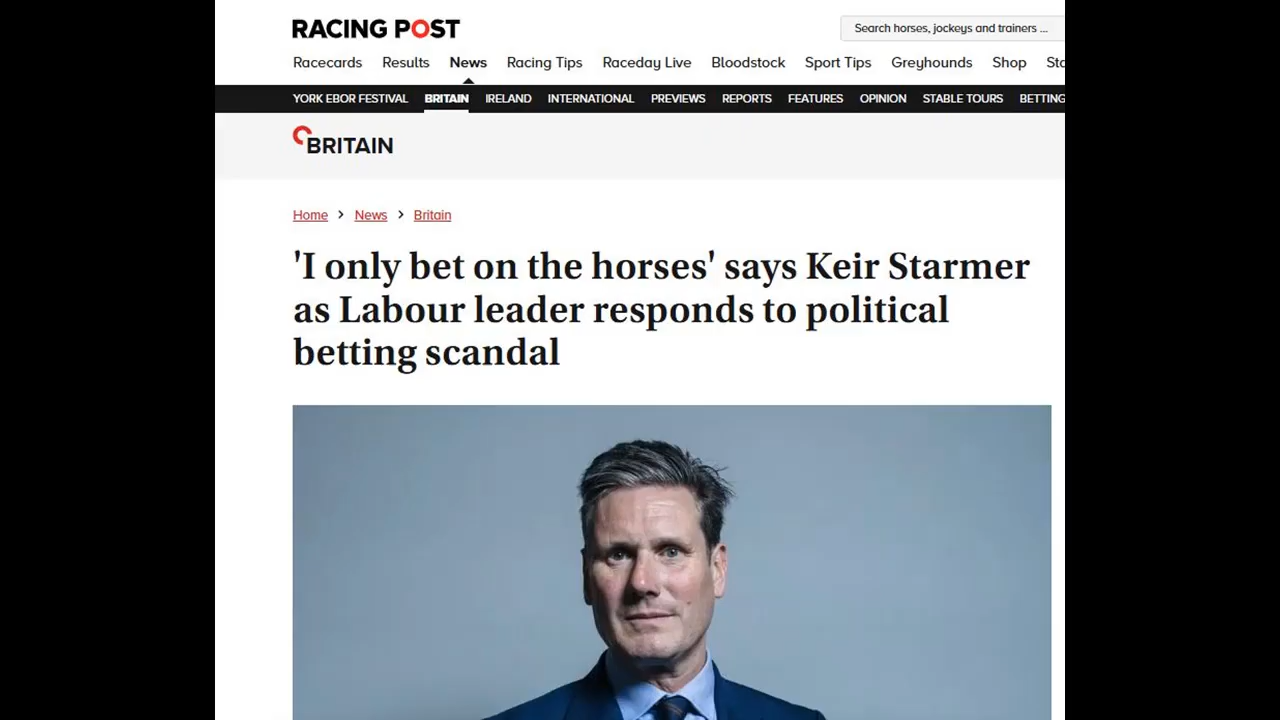 RACING POST
Search horses, jockeys and trainers ...
Racecards Results News Racing Tips Raceday Live Bloodstock Sport Tips Greyhounds Shop
YORK EBOR FESTIVAL BRITAIN IRELAND INTERNATIONAL PREVIEWS REPORTS FEATURES OPINION STABLE TOURS BETTING
BRITAIN
Home > News > Britain
'I only bet on the horses' says Keir Starmer
as Labour leader responds to political
betting scandal